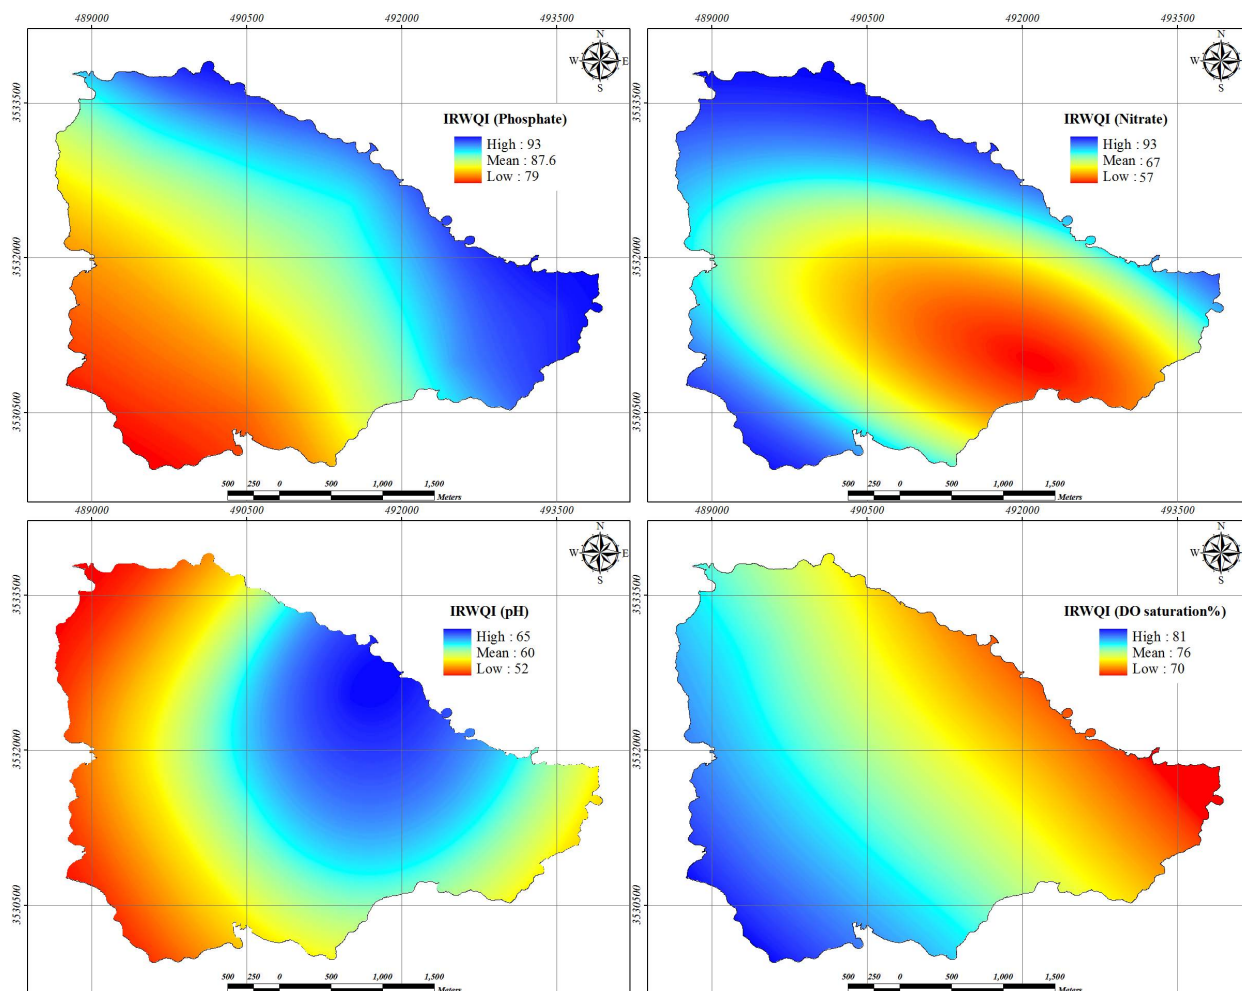 489000 490500 492000 493500
489000 490500 492000 493500
N
W E
S
N
W E
S
3533500
3532000
3530500
IRWQI (Phosphate)
High : 93
Mean : 87.6
Low : 79
500 250 0 500 1,000 1,500
Meters
3533500
3532000
3530500
IRWQI (Nitrate)
High : 93
Mean : 67
Low : 57
500 250 0 500 1,000 1,500
Meters
489000 490500 492000 493500
489000 490500 492000 493500
N
W E
S
N
W E
S
3533500
3532000
3530500
IRWQI (pH)
High : 65
Mean : 60
Low : 52
500 250 0 500 1,000 1,500
Meters
3533500
3532000
3530500
IRWQI (DO saturation%)
High : 81
Mean : 76
Low : 70
500 250 0 500 1,000 1,500
Meters